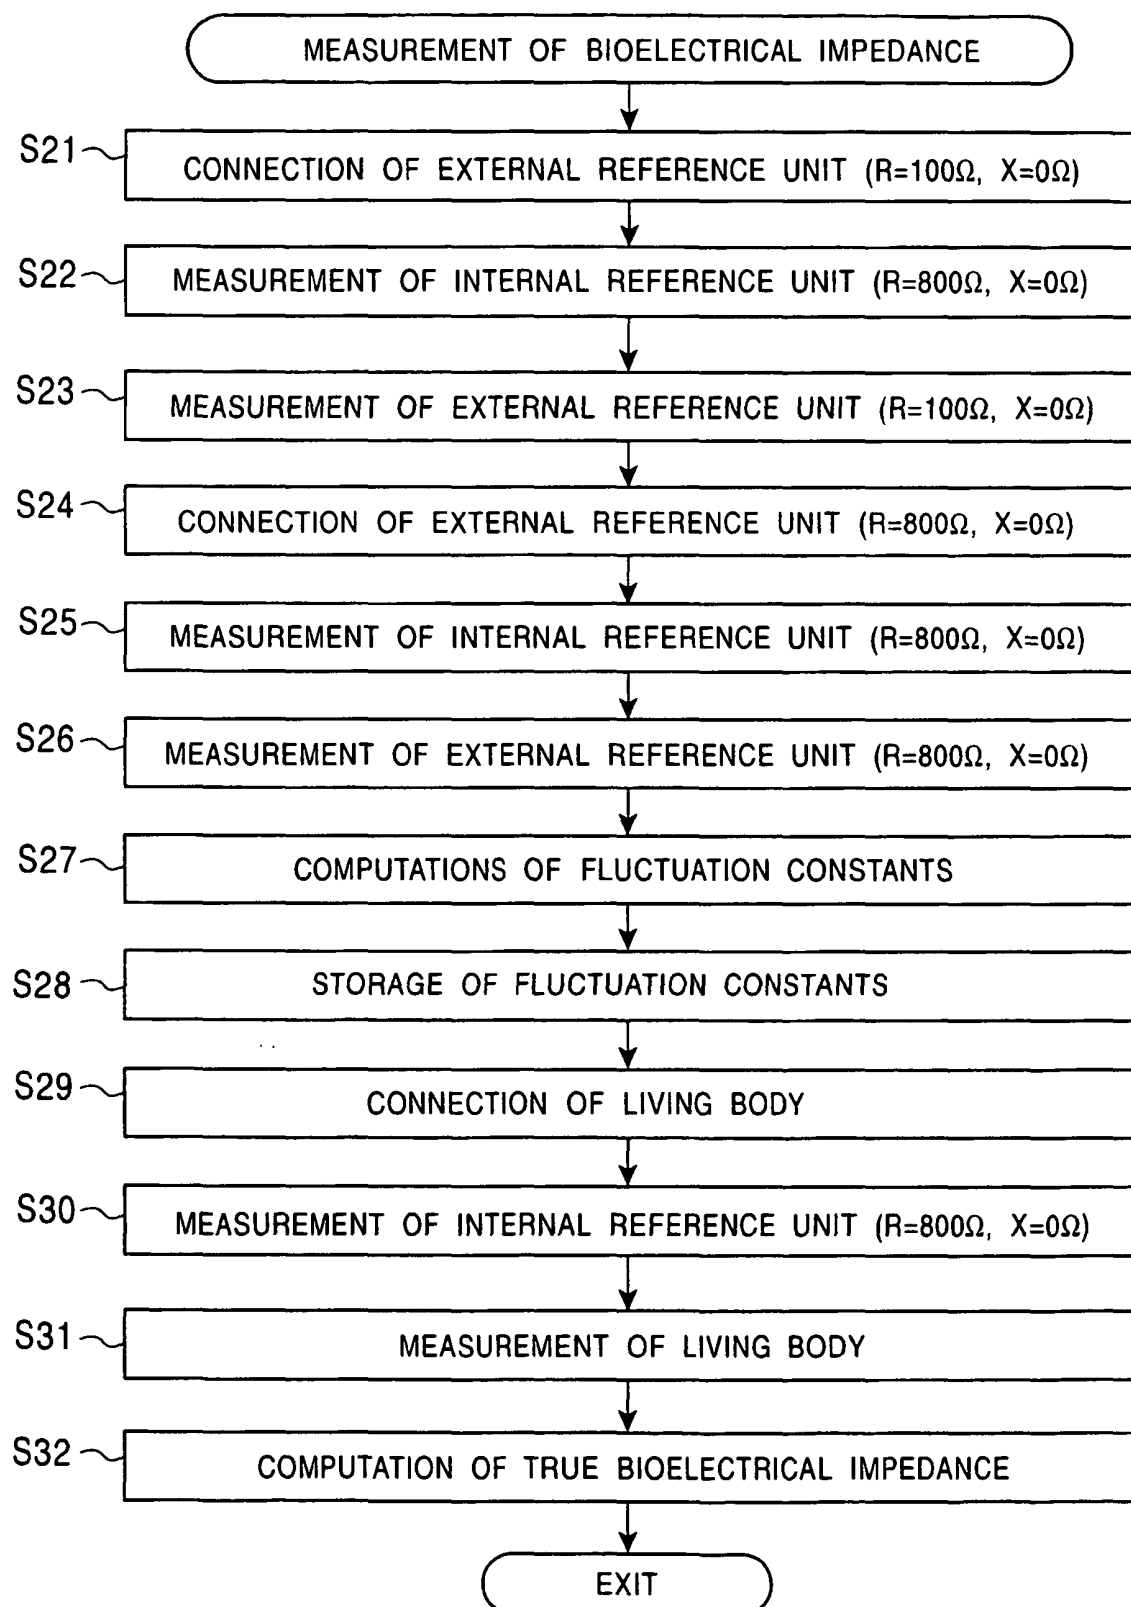 MEASUREMENT OF BIOELECTRICAL IMPEDANCE
S21
CONNECTION OF EXTERNAL REFERENCE UNIT (R=100Ω, X=0Ω)
S22
MEASUREMENT OF INTERNAL REFERENCE UNIT (R=800Ω, X=0Ω)
S23
MEASUREMENT OF EXTERNAL REFERENCE UNIT (R=100Ω, X=0Ω)
S24
CONNECTION OF EXTERNAL REFERENCE UNIT (R=800Ω, X=0Ω)
S25
MEASUREMENT OF INTERNAL REFERENCE UNIT (R=800Ω, X=0Ω)
S26
MEASUREMENT OF EXTERNAL REFERENCE UNIT (R=800Ω, X=0Ω)
S27
COMPUTATIONS OF FLUCTUATION CONSTANTS
S28
STORAGE OF FLUCTUATION CONSTANTS
S29
CONNECTION OF LIVING BODY
S30
MEASUREMENT OF INTERNAL REFERENCE UNIT (R=800Ω, X=0Ω)
S31
MEASUREMENT OF LIVING BODY
S32
COMPUTATION OF TRUE BIOELECTRICAL IMPEDANCE
EXIT